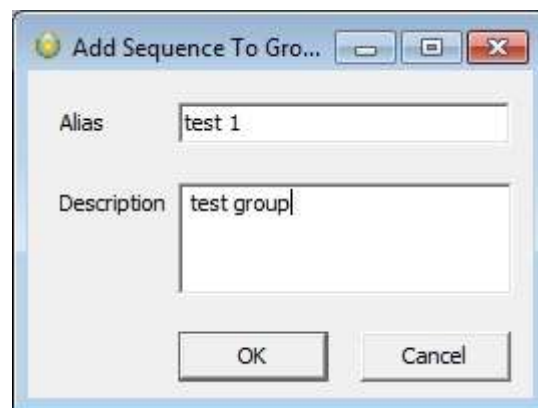 Add Sequence To Gro...
Alias test 1
Description test group
OK Cancel